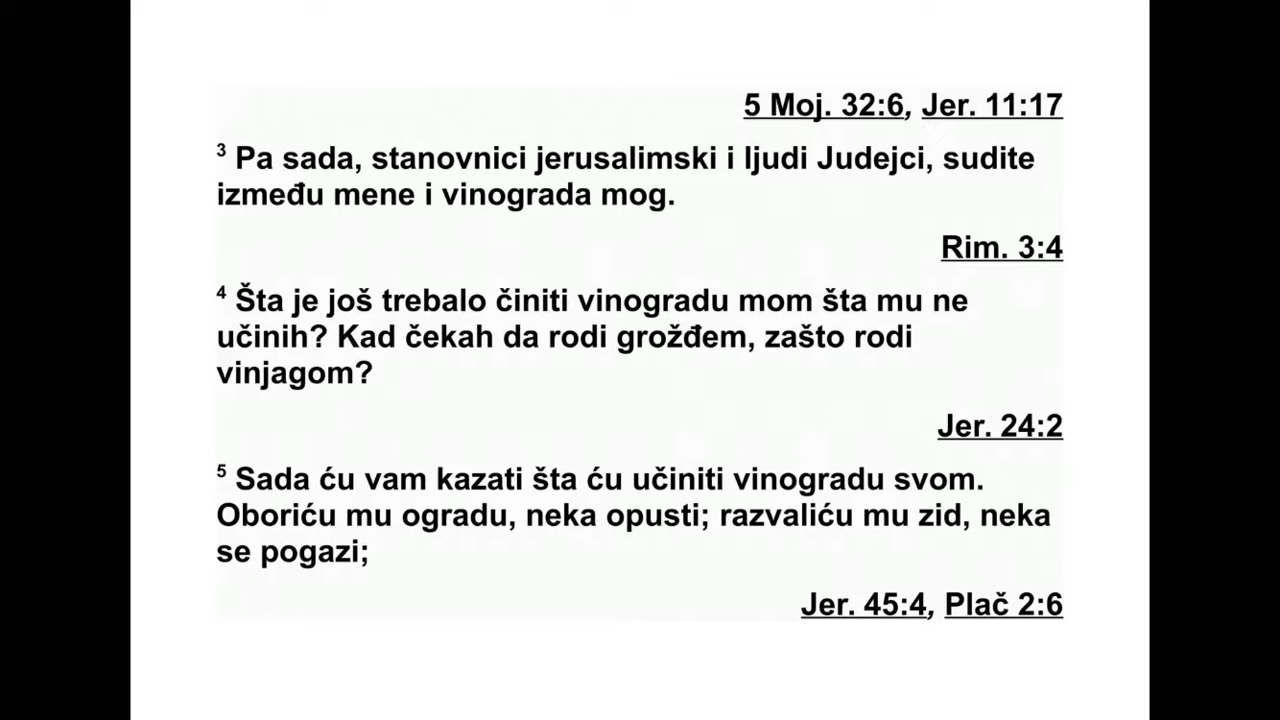 5 Moj. 32:6, Jer. 11:17
3 Pa sada, stanovnici jerusalimski i ljudi Judejci, sudite
između mene i vinograda mog.
Rim. 3:4
4 Šta je još trebalo činiti vinogradu mom šta mu ne
učinih? Kad čekah da rodi grožđem, zašto rodi
vinjagom?
Jer. 24:2
5 Sada ću vam kazati šta ću učiniti vinogradu svom.
Oboriću mu ogradu, neka opusti; razvaliću mu zid, neka
se pogazi;
Jer. 45:4, Plač 2:6